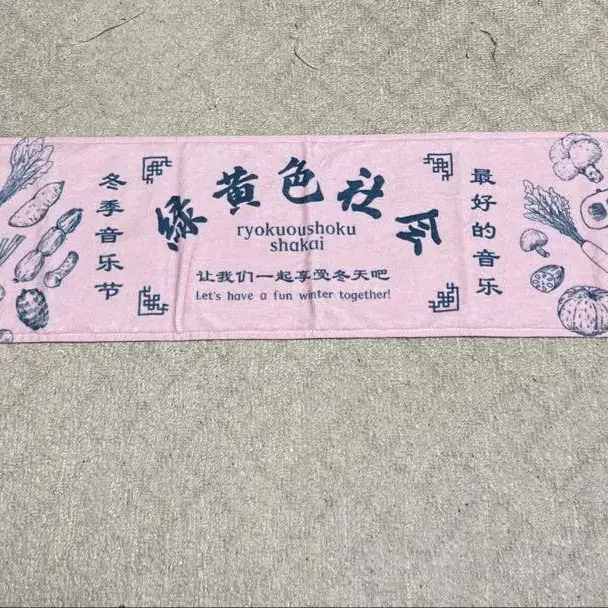 冬季音乐节
緑黄色社会
ryokuoushoku
shakai
让我们一起享受冬天吧
Let's have a fun winter together!
最好的音乐